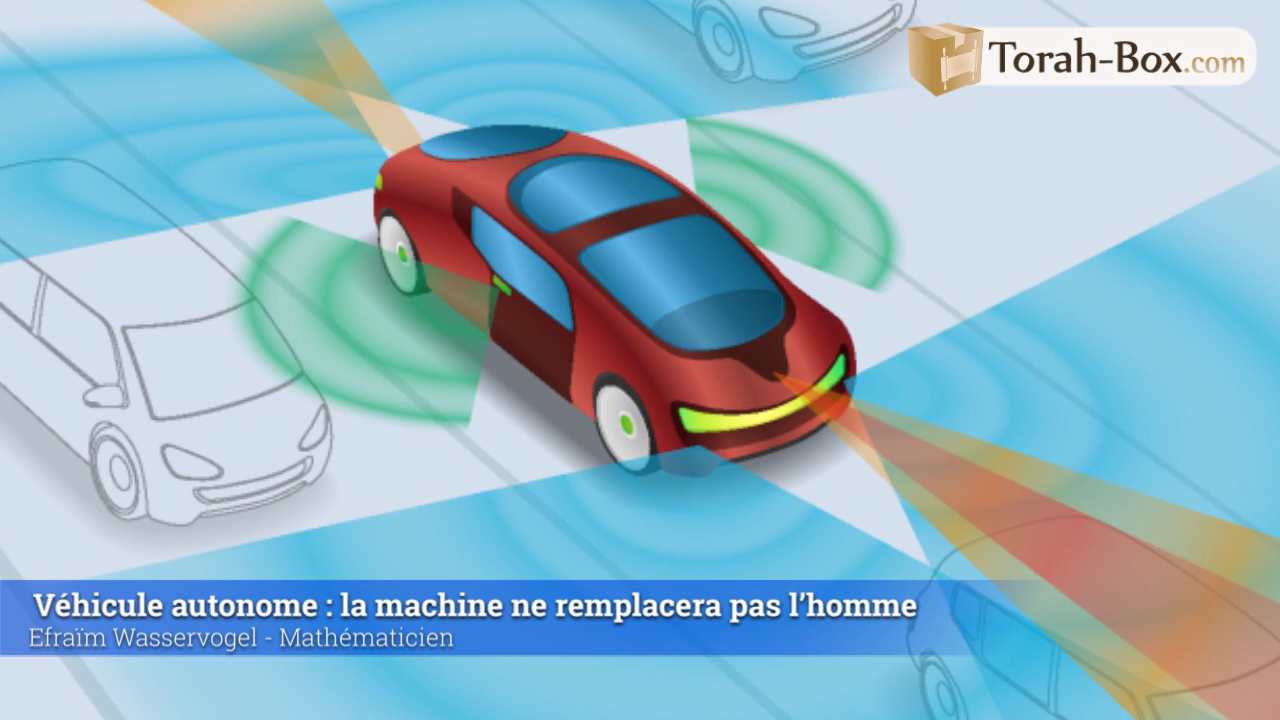 Torah-Box.com
Véhicule autonome : la machine ne remplacera pas l’homme
Efraïm Wasservogel - Mathématicien